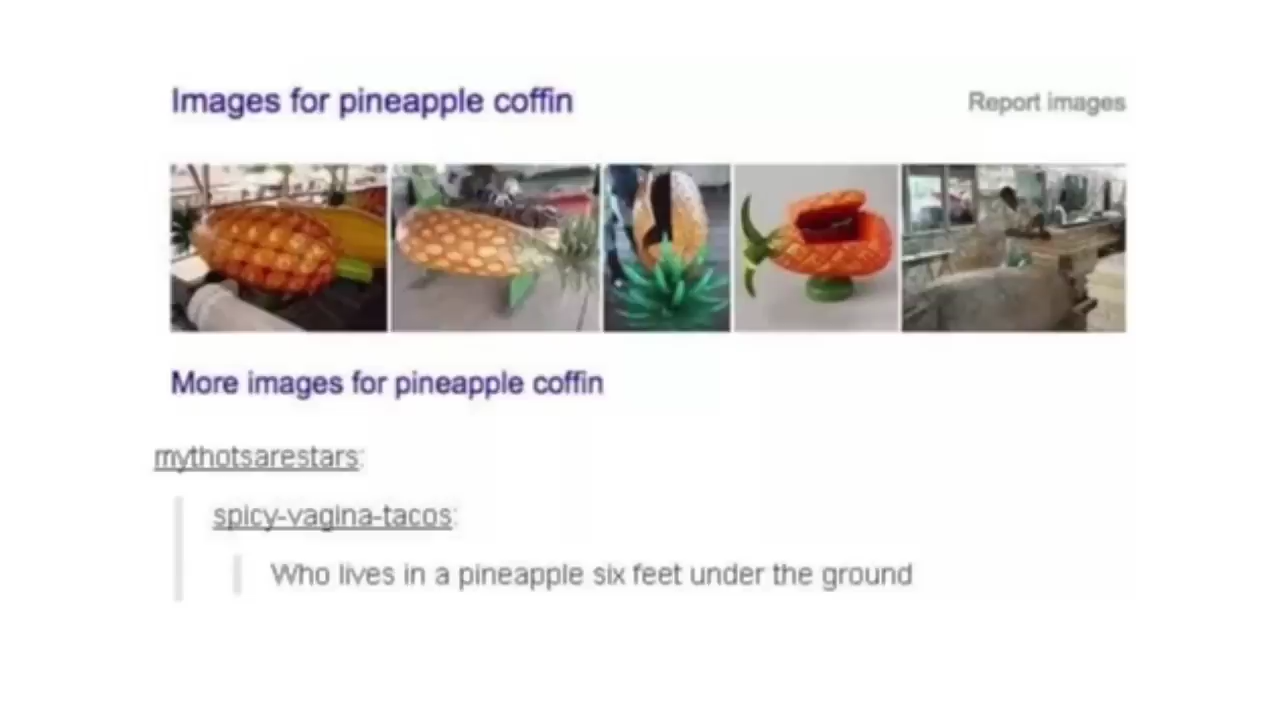 Images for pineapple coffin
Report images
More images for pineapple coffin
mythotsarestars:
spicy-vagina-tacos:
Who lives in a pineapple six feet under the ground